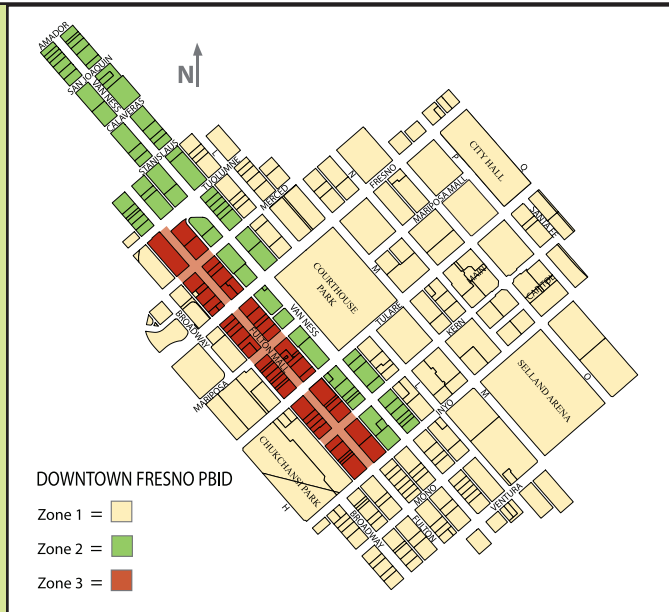 AMADOR
SAN JOAQUIN
VAN NESS
CALAVERAS
STANISLAUS
TUOLUMNE
MERCED
N
N
FRESNO
P
MARIPOSA MALL
CITY HALL
O
SANTA FE
COURTHOUSE
PARK
M
TULARE
KERN
VAN NESS
BROADWAY
FULTON MALL
MARIPOSA
INYO
M
SELLAND ARENA
O
CHUKCHANSI PARK
H
MONO
VENTURA
BROADWAY
FULTON
DOWNTOWN FRESNO PBID
Zone 1 =
Zone 2 =
Zone 3 =